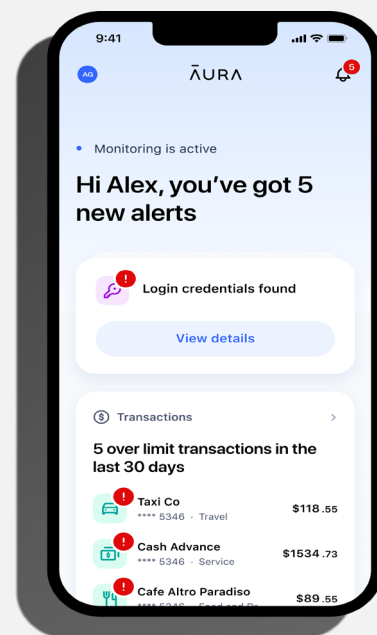 9:41
AG
ĀURA
5
Monitoring is active
Hi Alex, you've got 5
new alerts
!
Login credentials found
View details
$ Transactions >
5 over limit transactions in the
last 30 days
!
Taxi Co
$118.55
**** 5346 · Travel
!
Cash Advance
$1534.73
**** 5346 · Service
!
Cafe Altro Paradiso
$89.55